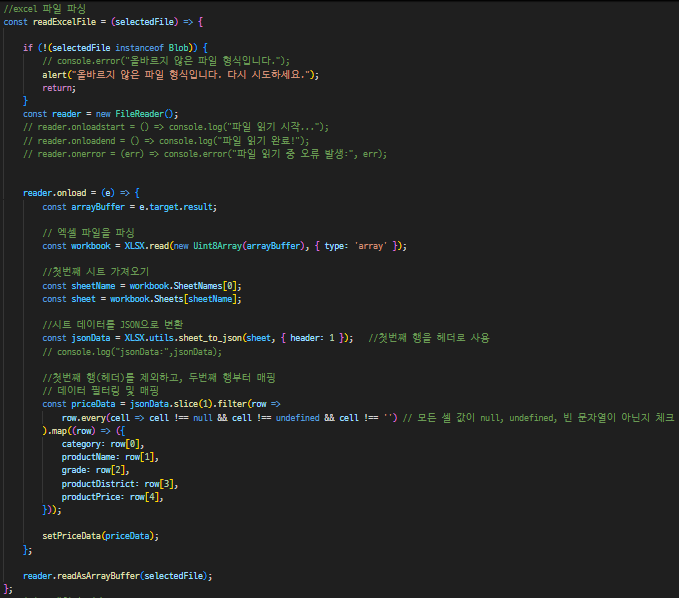 //excel 파일 파싱
const readExcelFile = (selectedFile) => {
if (!(selectedFile instanceof Blob)) {
// console.error("올바르지 않은 파일 형식입니다.");
alert("올바르지 않은 파일 형식입니다. 다시 시도하세요.");
return;
}
const reader = new FileReader();
// reader.onloadstart = () => console.log("파일 읽기 시작...");
// reader.onloadend = () => console.log("파일 읽기 완료!");
// reader.onerror = (err) => console.error("파일 읽기 중 오류 발생:", err);
reader.onload = (e) => {
const arrayBuffer = e.target.result;
// 엑셀 파일을 파싱
const workbook = XLSX.read(new Uint8Array(arrayBuffer), { type: 'array' });
//첫번째 시트 가져오기
const sheetName = workbook.SheetNames[0];
const sheet = workbook.Sheets[sheetName];
//시트 데이터를 JSON으로 변환
const jsonData = XLSX.utils.sheet_to_json(sheet, { header: 1 }); //첫번째 행을 헤더로 사용
// console.log("jsonData:",jsonData);
//첫번째 행(헤더)를 제외하고, 두번째 행부터 매핑
// 데이터 필터링 및 매핑
const priceData = jsonData.slice(1).filter(row =>
row.every(cell => cell !== null && cell !== undefined && cell !== '') // 모든 셀 값이 null, undefined, 빈 문자열이 아닌지 체크
).map((row) => ({
category: row[0],
productName: row[1],
grade: row[2],
productDistrict: row[3],
productPrice: row[4],
}));
setPriceData(priceData);
};
reader.readAsArrayBuffer(selectedFile);
};